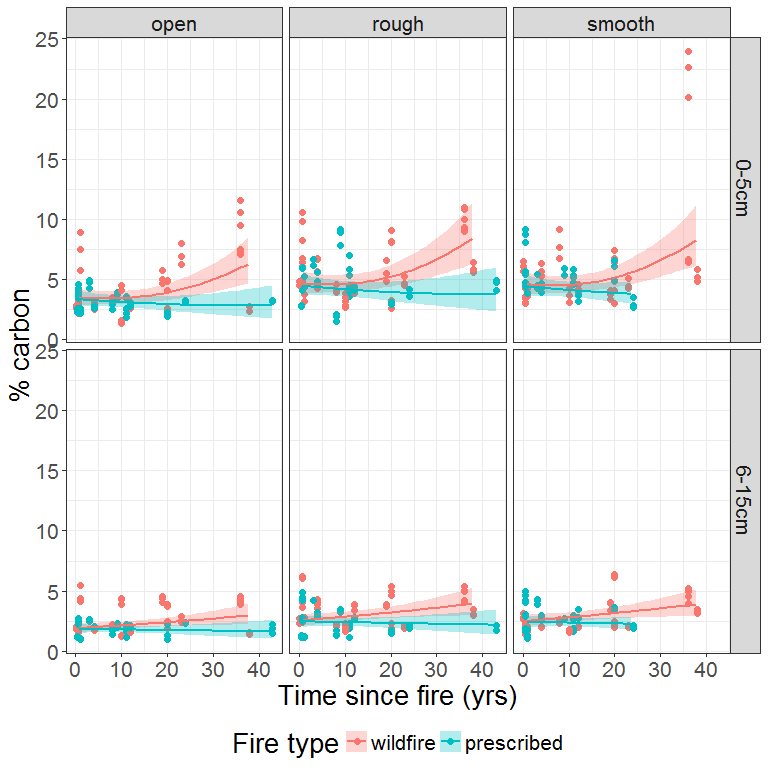 open rough smooth
25
20
15
10
5
0
0-5cm
% carbon
25
20
15
10
5
0
6-15cm
0 10 20 30 40 0 10 20 30 40 0 10 20 30 40
Time since fire (yrs)
Fire type wildfire prescribed